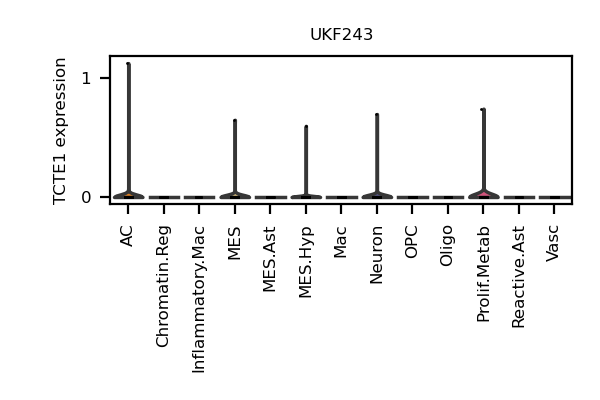 UKF243
TCTE1 expression
1
0
AC
Chromatin.Reg
Inflammatory.Mac
MES
MES.Ast
MES.Hyp
Mac
Neuron
OPC
Oligo
Prolif.Metab
Reactive.Ast
Vasc